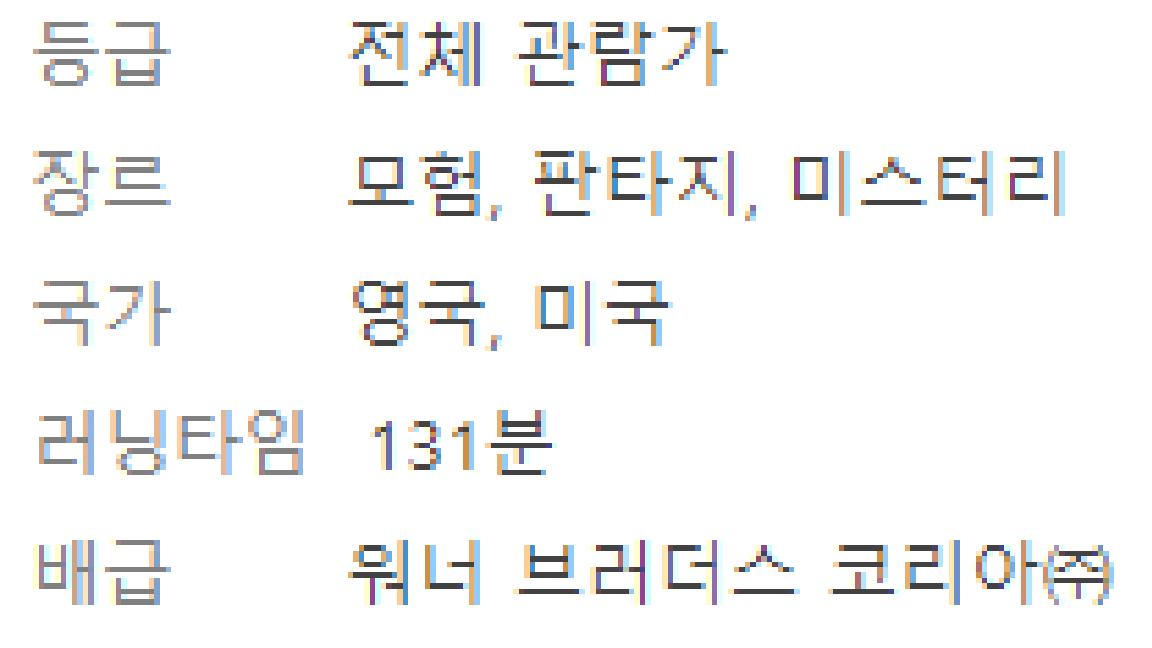 등급 전체 관람가
장르 모험, 판타지, 미스터리
국가 영국, 미국
러닝타임 131분
배급 워너 브러더스 코리아㈜